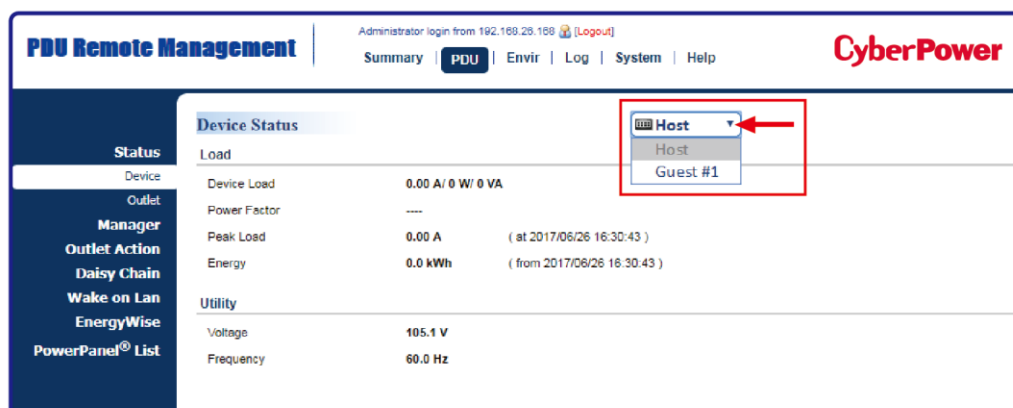 Administrator login from 192.168.26.168 [Logout]
PDU Remote Management
Summary | PDU | Envir | Log | System | Help
CyberPower
Device Status
Host
Host
Guest #1
Status
Device
Outlet
Manager
Outlet Action
Daisy Chain
Wake on Lan
EnergyWise
PowerPanel® List
Load
Device Load 0.00 A/ 0 W/ 0 VA
Power Factor ----
Peak Load 0.00 A ( at 2017/06/26 16:30:43 )
Energy 0.0 kWh ( from 2017/06/26 16:30:43 )
Utility
Voltage 105.1 V
Frequency 60.0 Hz